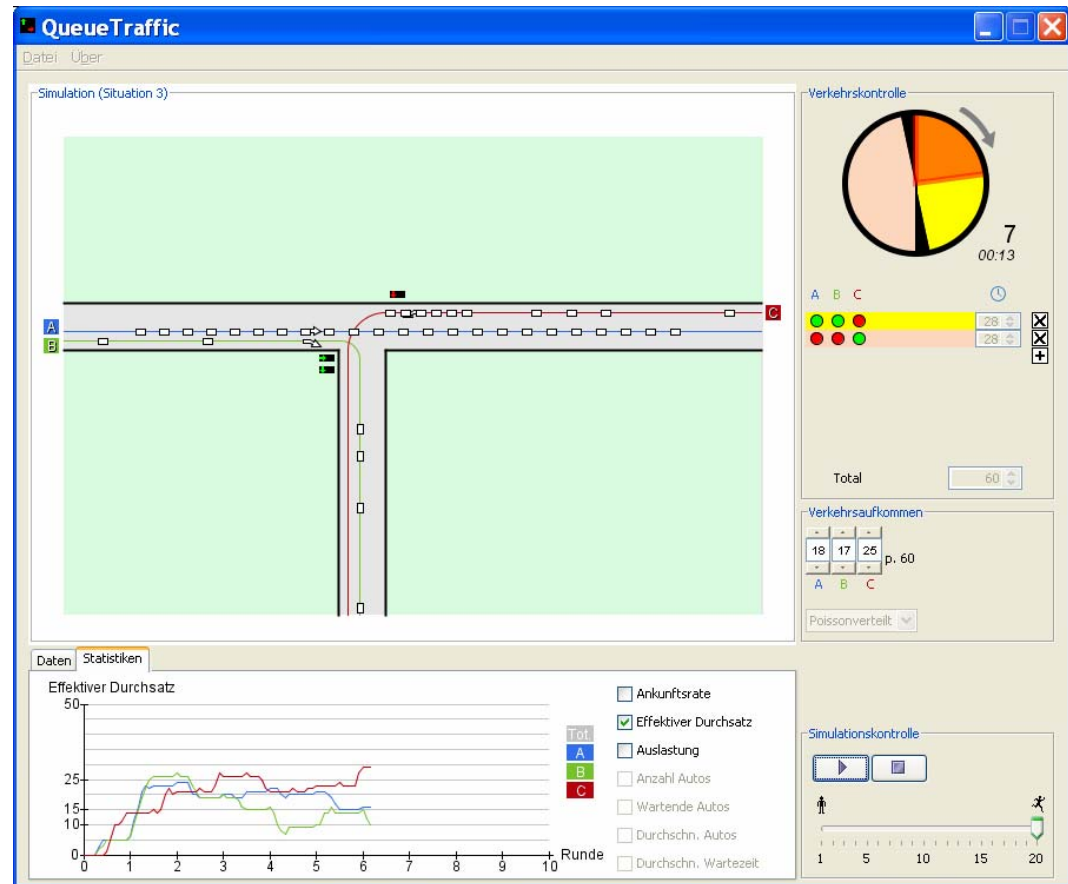 QueueTraffic
Datei Über
Simulation (Situation 3)
A
B
C
Verkehrskontrolle
7
00:13
A B C
28
28
Total 60
Verkehrsaufkommen
18 17 25 p. 60
A B C
Poissonverteilt
Daten Statistiken
Effektiver Durchsatz
50
25
15
10
0
0 1 2 3 4 5 6 7 8 9 10 Runde
Tot.
A
B
C
Ankunftsrate
Effektiver Durchsatz
Auslastung
Anzahl Autos
Wartende Autos
Durchschn. Autos
Durchschn. Wartezeit
Simulationskontrolle
1 5 10 15 20